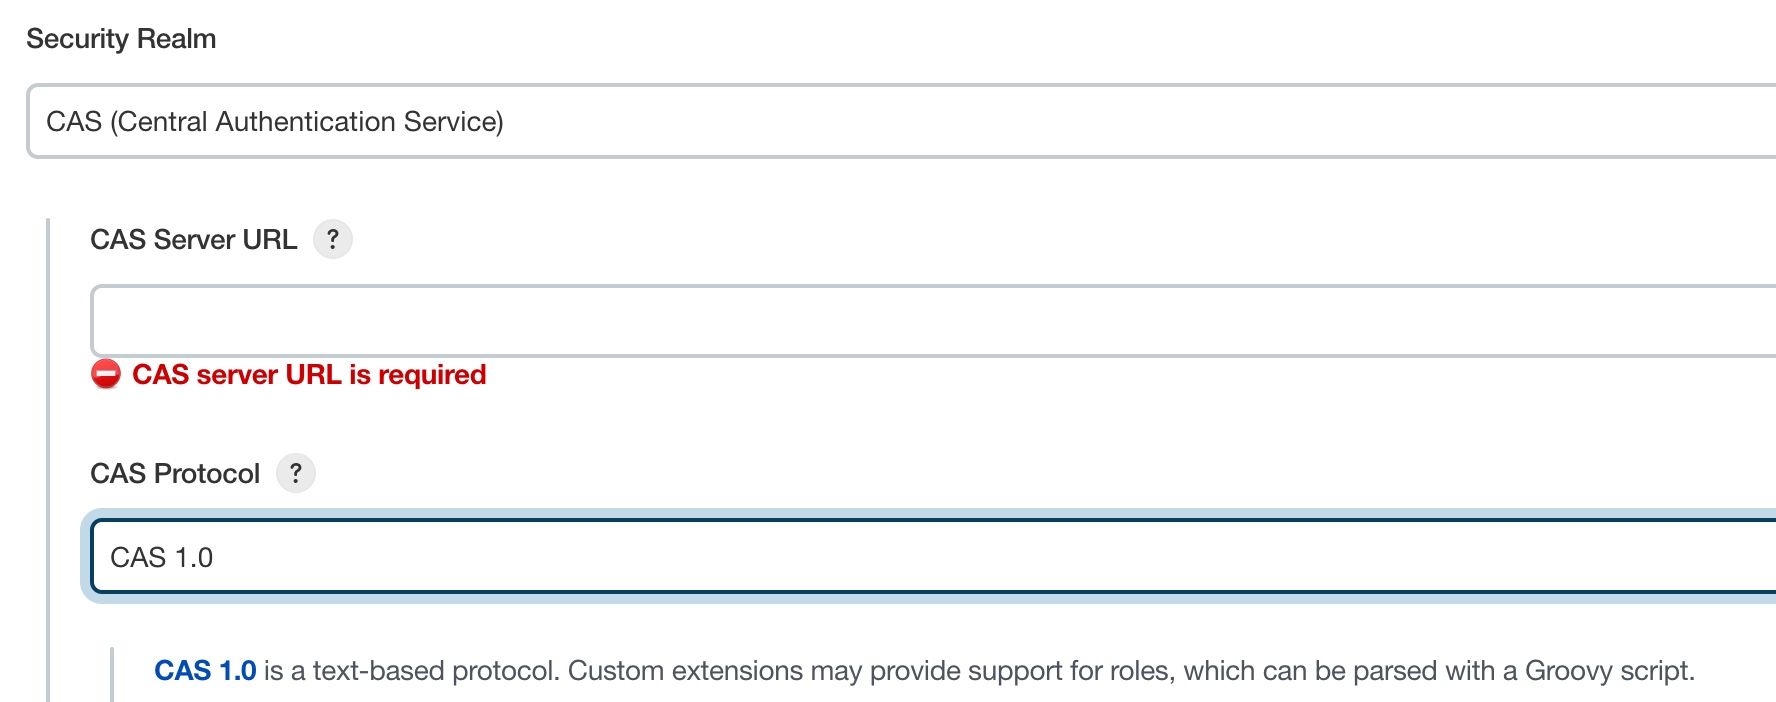 Security Realm
CAS (Central Authentication Service)
CAS Server URL ?
CAS server URL is required
CAS Protocol ?
CAS 1.0
CAS 1.0 is a text-based protocol. Custom extensions may provide support for roles, which can be parsed with a Groovy script.